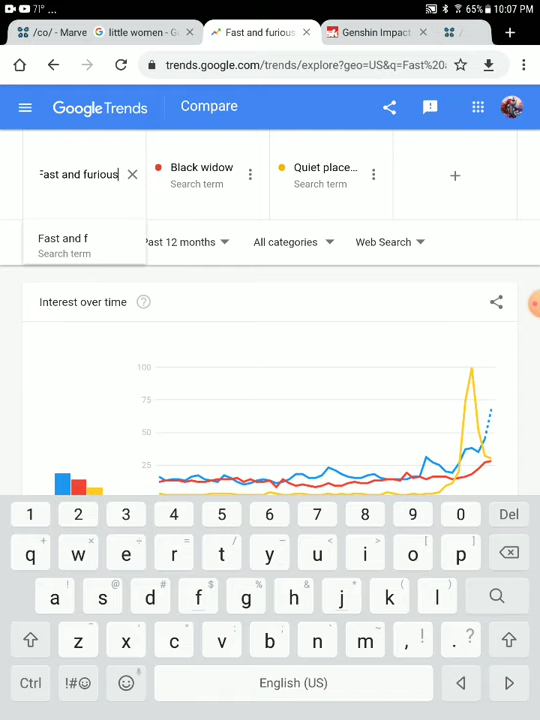 71° 65% 10:07 PM
/co/ - Marve little women - G Fast and furious Genshin Impact /
trends.google.com/trends/explore?geo=US&q=Fast%20
Google Trends Compare
Fast and furious Black widow Quiet place...
Search term Search term
Fast and f
Search term
Past 12 months All categories Web Search
Interest over time
100
75
50
25
1 2 3 4 5 6 7 8 9 0 Del
q w e r t y u i o p
a s d f g h j k l
z x c v b n m , ! . ?
Ctrl !#☺ English (US)